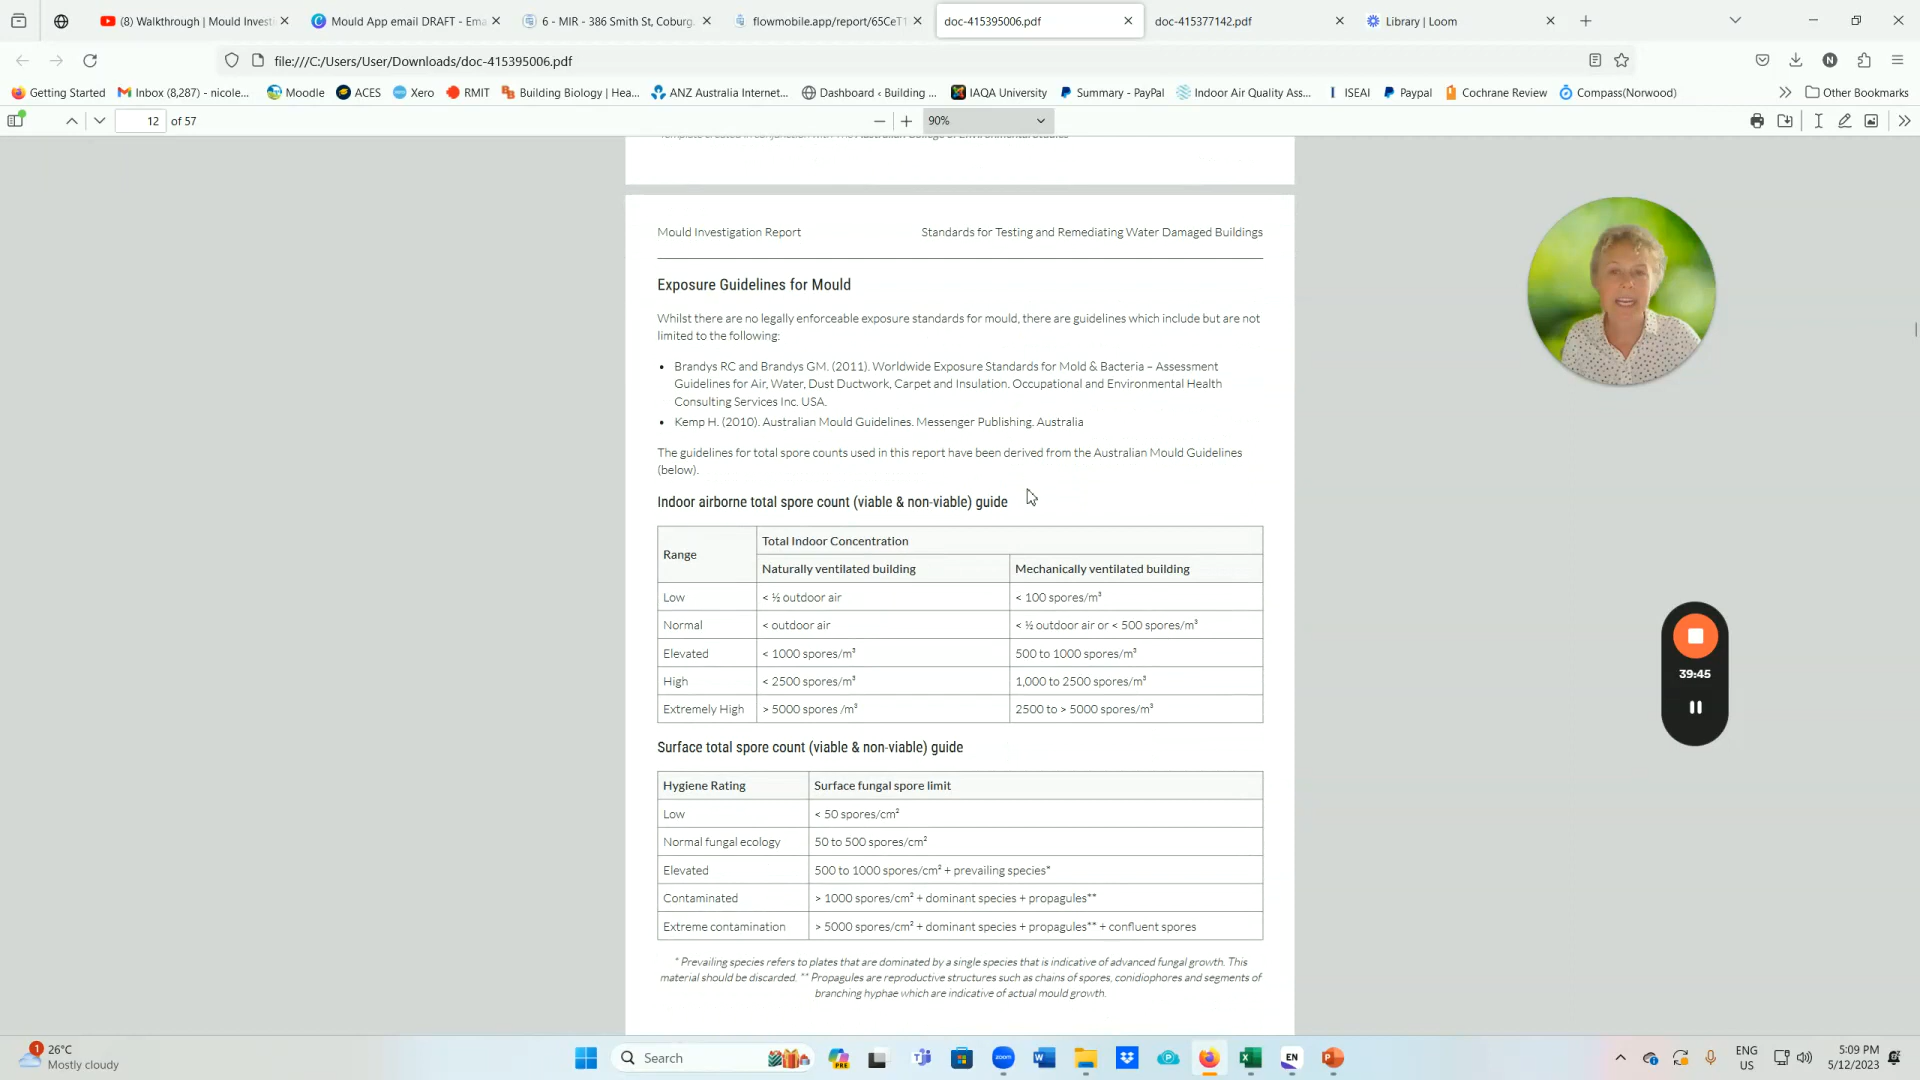 (8) Walkthrough | Mould Investi
Mould App email DRAFT - Ema
6 - MIR - 386 Smith St, Coburg
flowmobile.app/report/65CeT1
doc-415395006.pdf
doc-415377142.pdf
Library | Loom
file:///C:/Users/User/Downloads/doc-415395006.pdf
Getting Started
Inbox (8,287) - nicole...
Moodle
ACES
Xero
RMIT
Building Biology | Hea...
ANZ Australia Internet...
Dashboard ‹ Building ...
IAQA University
Summary - PayPal
Indoor Air Quality Ass...
ISEAI
Paypal
Cochrane Review
Compass(Norwood)
Other Bookmarks
12 of 57
90%
Mould Investigation Report
Standards for Testing and Remediating Water Damaged Buildings
Exposure Guidelines for Mould
Whilst there are no legally enforceable exposure standards for mould, there are guidelines which include but are not
limited to the following:
• Brandys RC and Brandys GM. (2011). Worldwide Exposure Standards for Mold & Bacteria – Assessment
Guidelines for Air, Water, Dust Ductwork, Carpet and Insulation. Occupational and Environmental Health
Consulting Services Inc. USA.
• Kemp H. (2010). Australian Mould Guidelines. Messenger Publishing. Australia
The guidelines for total spore counts used in this report have been derived from the Australian Mould Guidelines
(below).
Indoor airborne total spore count (viable & non-viable) guide
Range
Total Indoor Concentration
Naturally ventilated building
Mechanically ventilated building
Low
< ½ outdoor air
< 100 spores/m³
Normal
< outdoor air
< ½ outdoor air or < 500 spores/m³
Elevated
< 1000 spores/m³
500 to 1000 spores/m³
High
< 2500 spores/m³
1,000 to 2500 spores/m³
Extremely High
> 5000 spores /m³
2500 to > 5000 spores/m³
Surface total spore count (viable & non-viable) guide
Hygiene Rating
Surface fungal spore limit
Low
< 50 spores/cm²
Normal fungal ecology
50 to 500 spores/cm²
Elevated
500 to 1000 spores/cm² + prevailing species*
Contaminated
> 1000 spores/cm² + dominant species + propagules**
Extreme contamination
> 5000 spores/cm² + dominant species + propagules** + confluent spores
* Prevailing species refers to plates that are dominated by a single species that is indicative of advanced fungal growth. This
material should be discarded. ** Propagules are reproductive structures such as chains of spores, conidiophores and segments of
branching hyphae which are indicative of actual mould growth.
39:45
1
26°C
Mostly cloudy
Search
PRE
zoom
EN
ENG
US
5:09 PM
5/12/2023